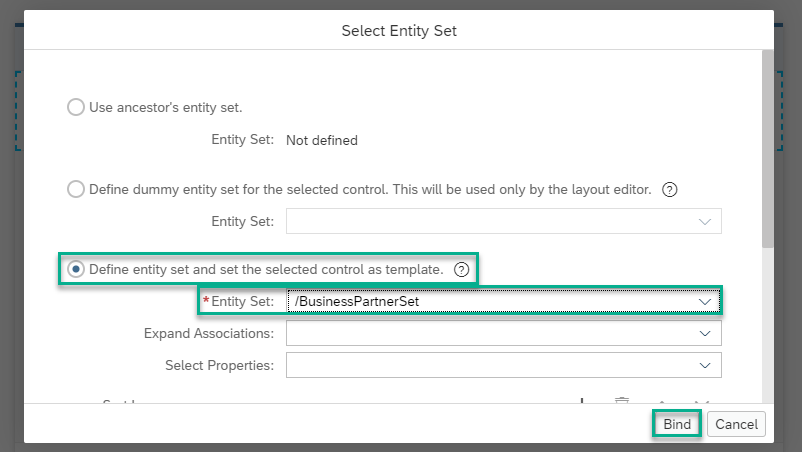 Select Entity Set
Use ancestor's entity set.
Entity Set: Not defined
Define dummy entity set for the selected control. This will be used only by the layout editor. ?
Entity Set:
Define entity set and set the selected control as template. ?
* Entity Set: /BusinessPartnerSet
Expand Associations:
Select Properties:
Bind Cancel